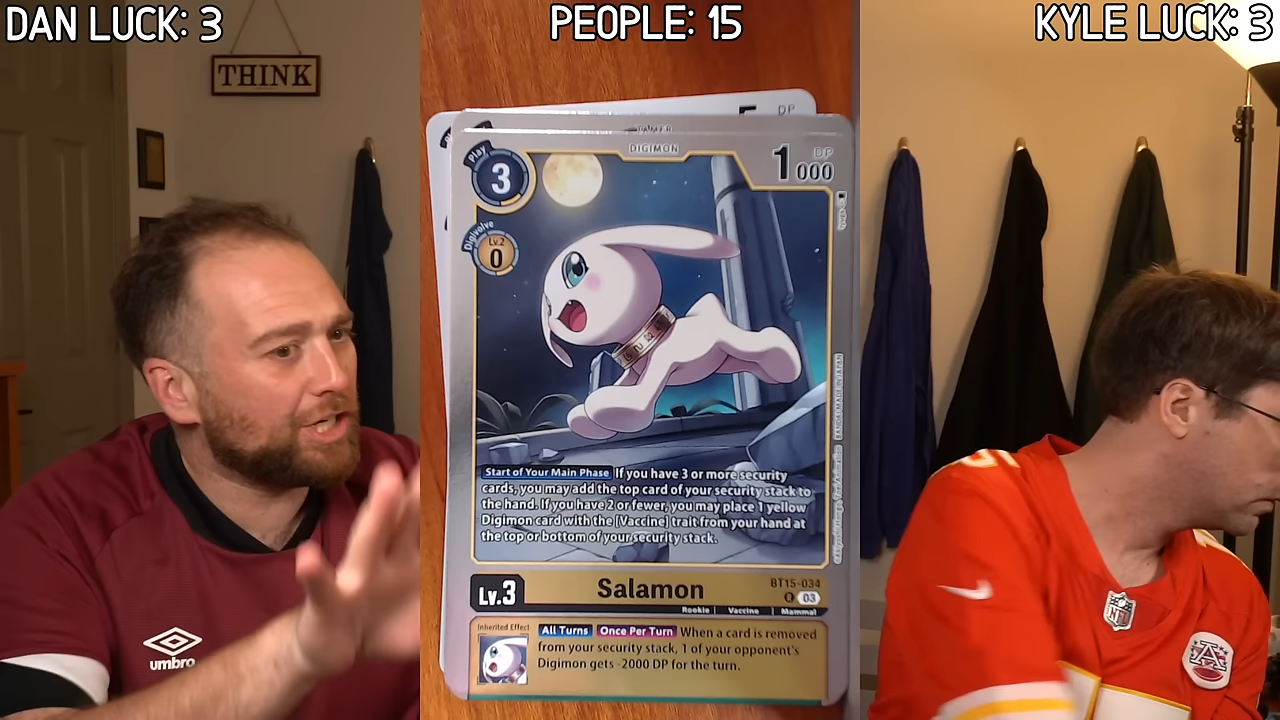 DAN LUCK: 3
PEOPLE: 15
KYLE LUCK: 3
THINK
DP
TAMER
DIGIMON
Play
3
1000
DP
Digivolve
Lv.2
0
Start of Your Main Phase If you have 3 or more security
cards, you may add the top card of your security stack to
the hand. If you have 2 or fewer, you may place 1 yellow
Digimon card with the [Vaccine] trait from your hand at
the top or bottom of your security stack.
Lv.3
Salamon
BT15-034
R 03
Rookie | Vaccine | Mammal
Inherited Effect
All Turns Once Per Turn When a card is removed
from your security stack, 1 of your opponent's
Digimon gets -2000 DP for the turn.
umbro
NFL
A